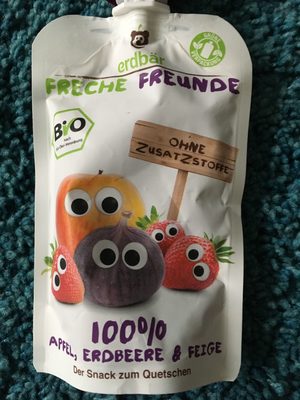 erdbär
FRECHE FREUNDE
Bio
OHNE
ZUSATZSTOFFE
100%
APFEL, ERDBEERE & FEIGE
Der Snack zum Quetschen